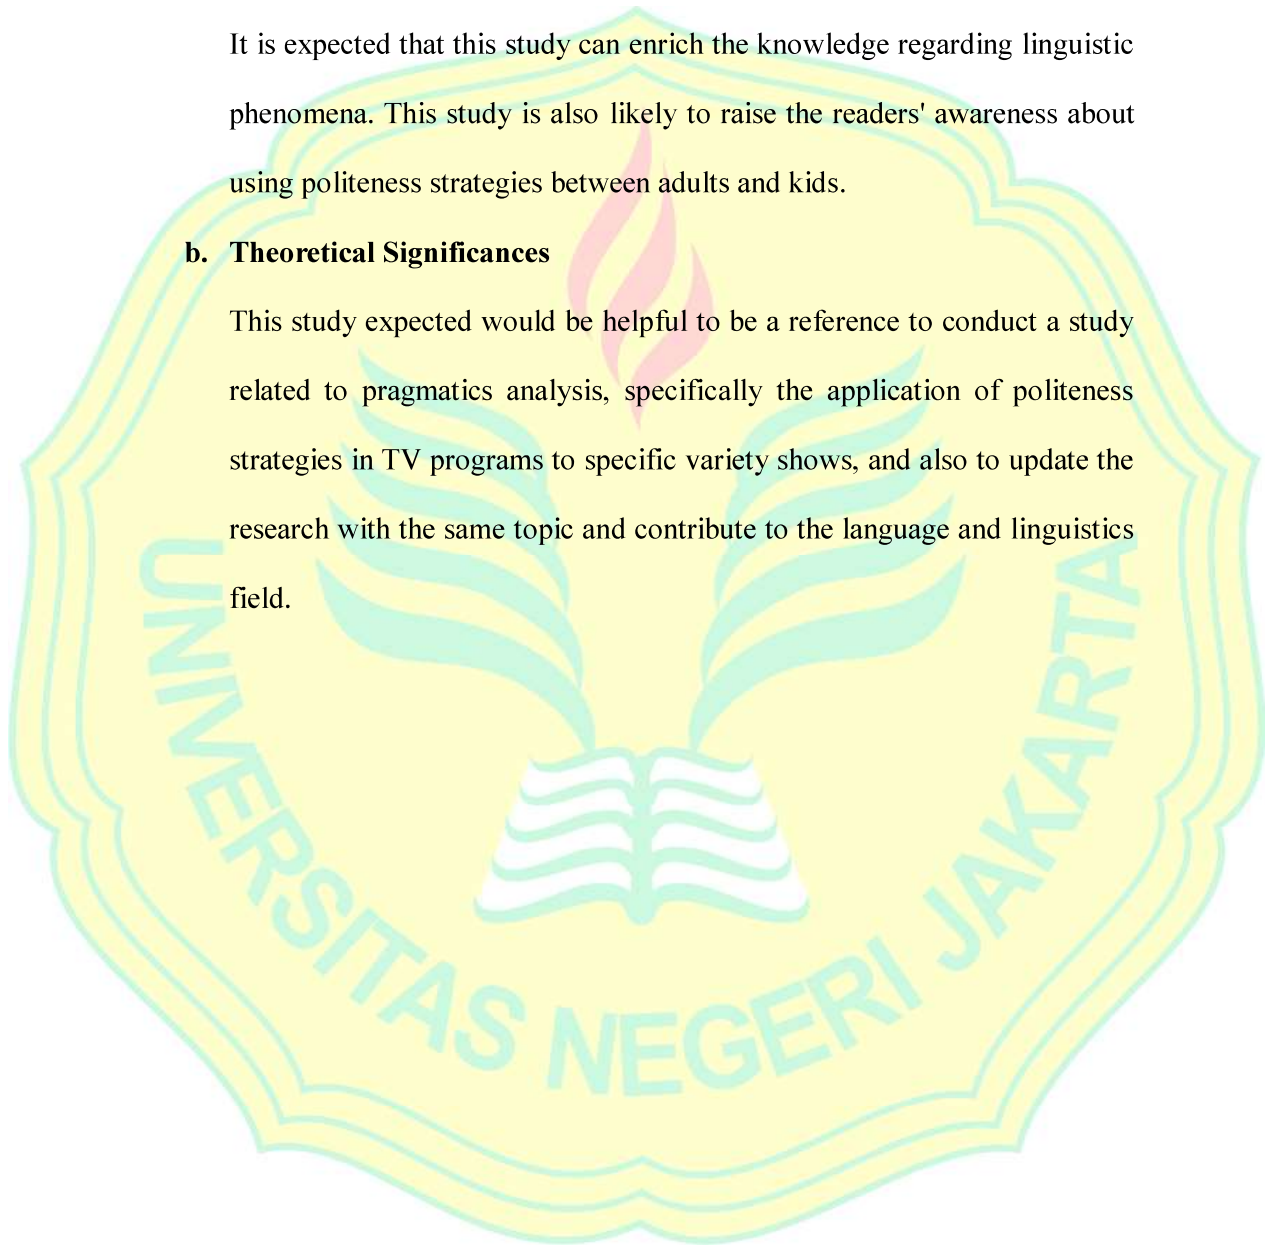 It is expected that this study can enrich the knowledge regarding linguistic
phenomena. This study is also likely to raise the readers' awareness about
using politeness strategies between adults and kids.
b. Theoretical Significances
This study expected would be helpful to be a reference to conduct a study
related to pragmatics analysis, specifically the application of politeness
strategies in TV programs to specific variety shows, and also to update the
research with the same topic and contribute to the language and linguistics
field.
UNIVERSITAS NEGERI JAKARTA